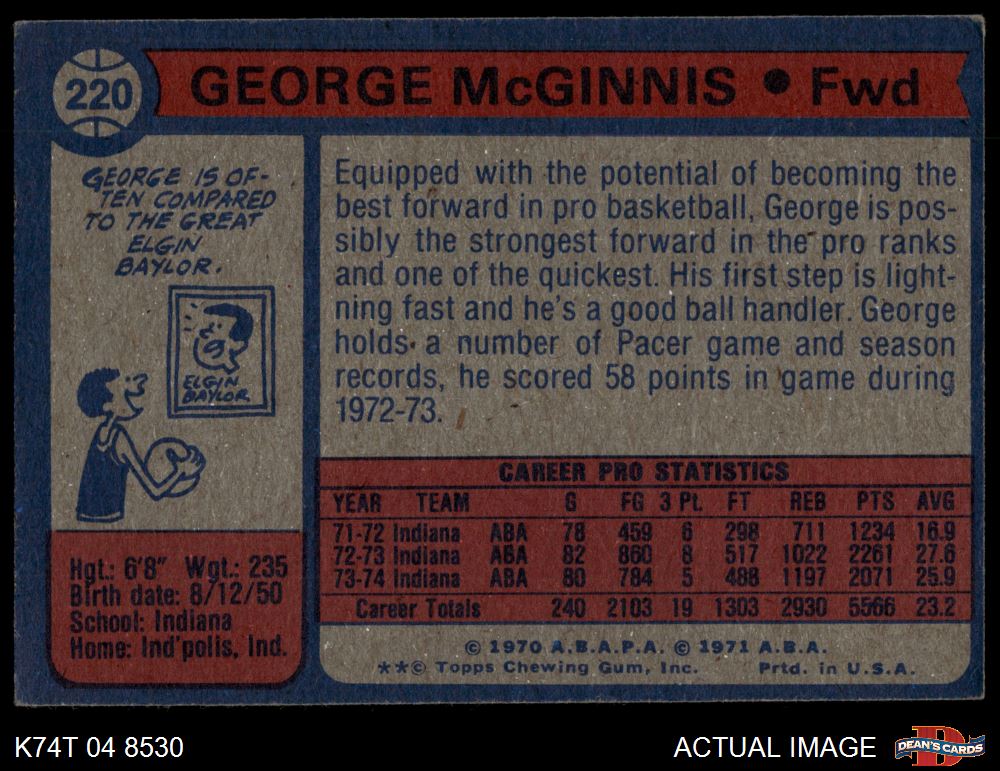 220
GEORGE McGINNIS • Fwd
GEORGE IS OF-
TEN COMPARED
TO THE GREAT
ELGIN
BAYLOR.
ELGIN
BAYLOR
Equipped with the potential of becoming the
best forward in pro basketball, George is pos-
sibly the strongest forward in the pro ranks
and one of the quickest. His first step is light-
ning fast and he's a good ball handler. George
holds a number of Pacer game and season
records, he scored 58 points in game during
1972-73.
CAREER PRO STATISTICS
YEAR TEAM G FG 3 Pt. FT REB PTS AVG
71-72 Indiana ABA 78 459 6 298 711 1234 16.9
72-73 Indiana ABA 82 860 8 517 1022 2261 27.6
73-74 Indiana ABA 80 784 5 488 1197 2071 25.9
Career Totals 240 2103 19 1303 2930 5566 23.2
Hgt.: 6'8" Wgt.: 235
Birth date: 8/12/50
School: Indiana
Home: Ind'polis, Ind.
© 1970 A.B.A.P.A. © 1971 A.B.A.
**© Topps Chewing Gum, Inc. Prtd. in U.S.A.
K74T 04 8530
ACTUAL IMAGE
D
DEAN'S CARDS